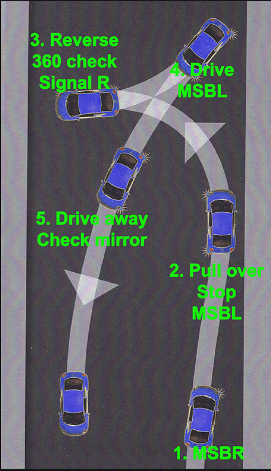 3. Reverse
360 check
Signal R
4. Drive
MSBL
5. Drive away
Check mirror
2. Pull over
Stop
MSBL
1. MSBR